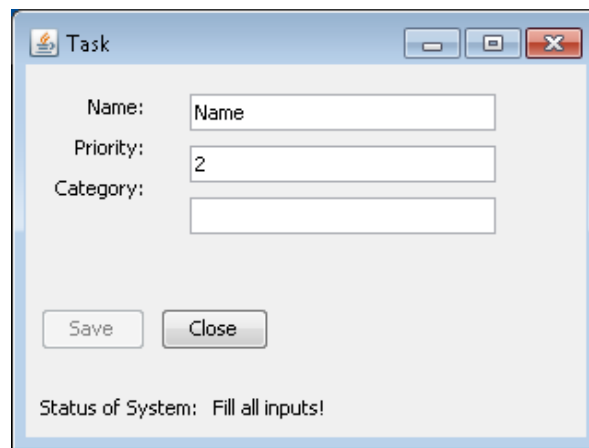 Task
Name: Name
Priority: 2
Category:
Save Close
Status of System: Fill all inputs!